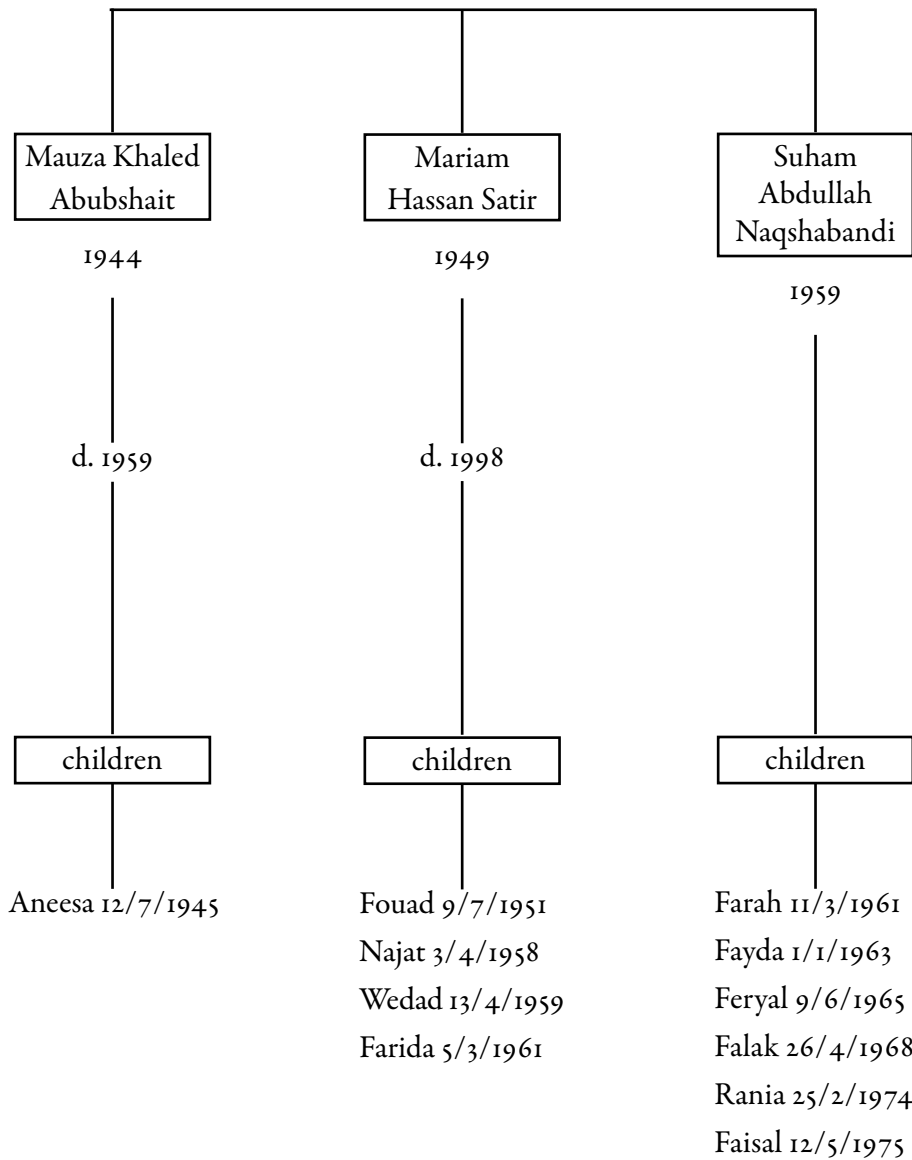 Mauza Khaled
Abubshait
1944
d. 1959
children
Aneesa 12/7/1945
Mariam
Hassan Satir
1949
d. 1998
children
Fouad 9/7/1951
Najat 3/4/1958
Wedad 13/4/1959
Farida 5/3/1961
Suham
Abdullah
Naqshabandi
1959
children
Farah 11/3/1961
Fayda 1/1/1963
Feryal 9/6/1965
Falak 26/4/1968
Rania 25/2/1974
Faisal 12/5/1975